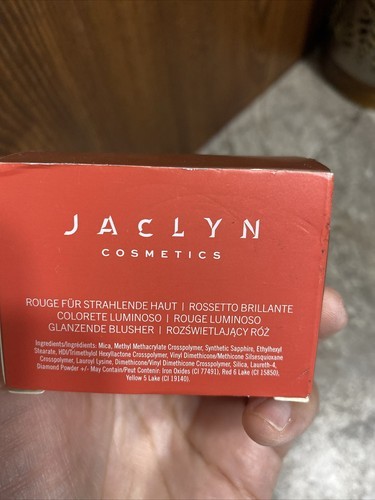 JACLYN
COSMETICS
ROUGE FÜR STRAHLENDE HAUT | ROSSETTO BRILLANTE
COLORETE LUMINOSO | ROUGE LUMINOSO
GLANZENDE BLUSHER | ROZŚWIETLAJĄCY RÓŻ
Ingredients/Ingrédients: Mica, Methyl Methacrylate Crosspolymer, Synthetic Sapphire, Ethylhexyl
Stearate, HDI/Trimethylol Hexyllactone Crosspolymer, Vinyl Dimethicone/Methicone Silsesquioxane
Crosspolymer, Lauroyl Lysine, Dimethicone/Vinyl Dimethicone Crosspolymer, Silica, Laureth-4,
Diamond Powder +/- May Contain/Peut Contenir: Iron Oxides (CI 77491), Red 6 Lake (CI 15850),
Yellow 5 Lake (CI 19140).